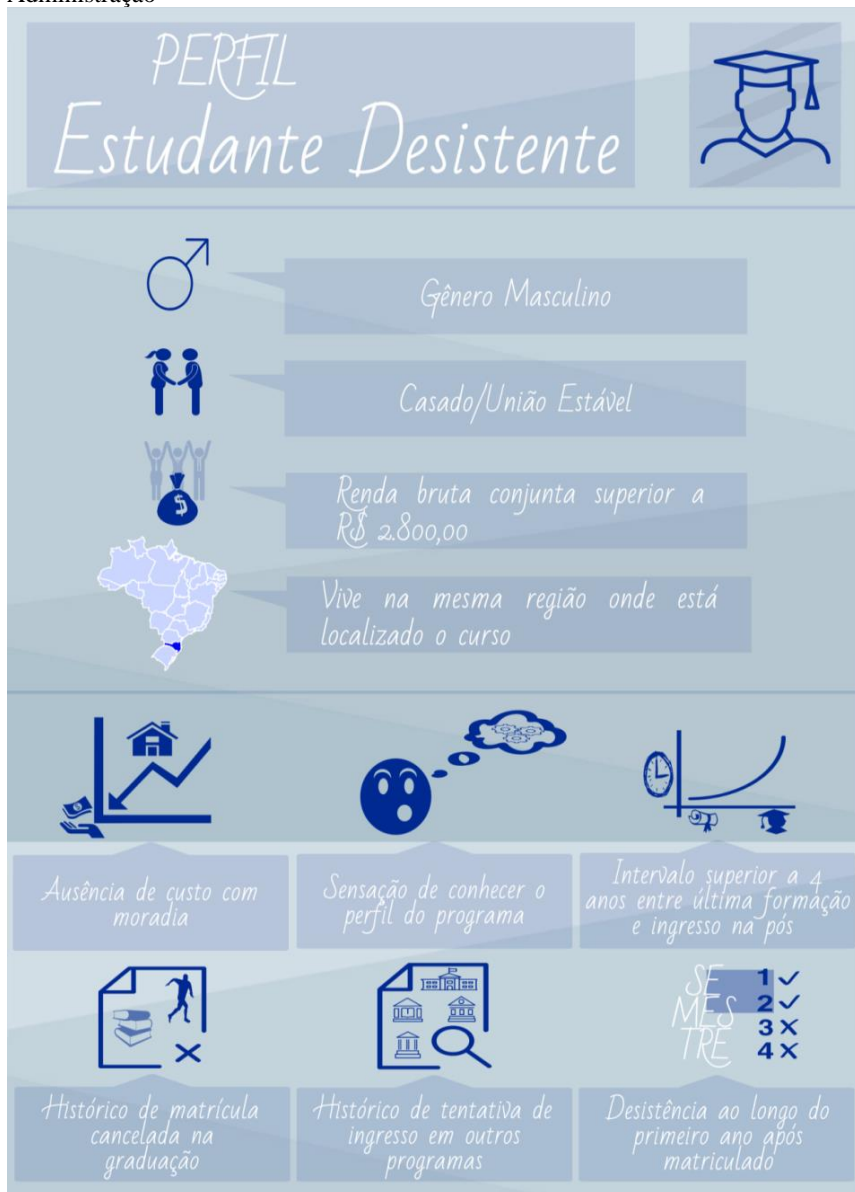 Administração
PERFIL
Estudante Desistente
Gênero Masculino
Casado/União Estável
Renda bruta conjunta superior a
R$ 2.800,00
Vive na mesma região onde está
localizado o curso
Ausência de custo com
moradia
Sensação de conhecer o
perfil do programa
Intervalo superior a 4
anos entre última formação
e ingresso na pós
SE
MES
TRE
1 ✓
2 ✓
3 X
4 X
Histórico de matrícula
cancelada na
graduação
Histórico de tentativa de
ingresso em outros
programas
Desistência ao longo do
primeiro ano após
matriculado